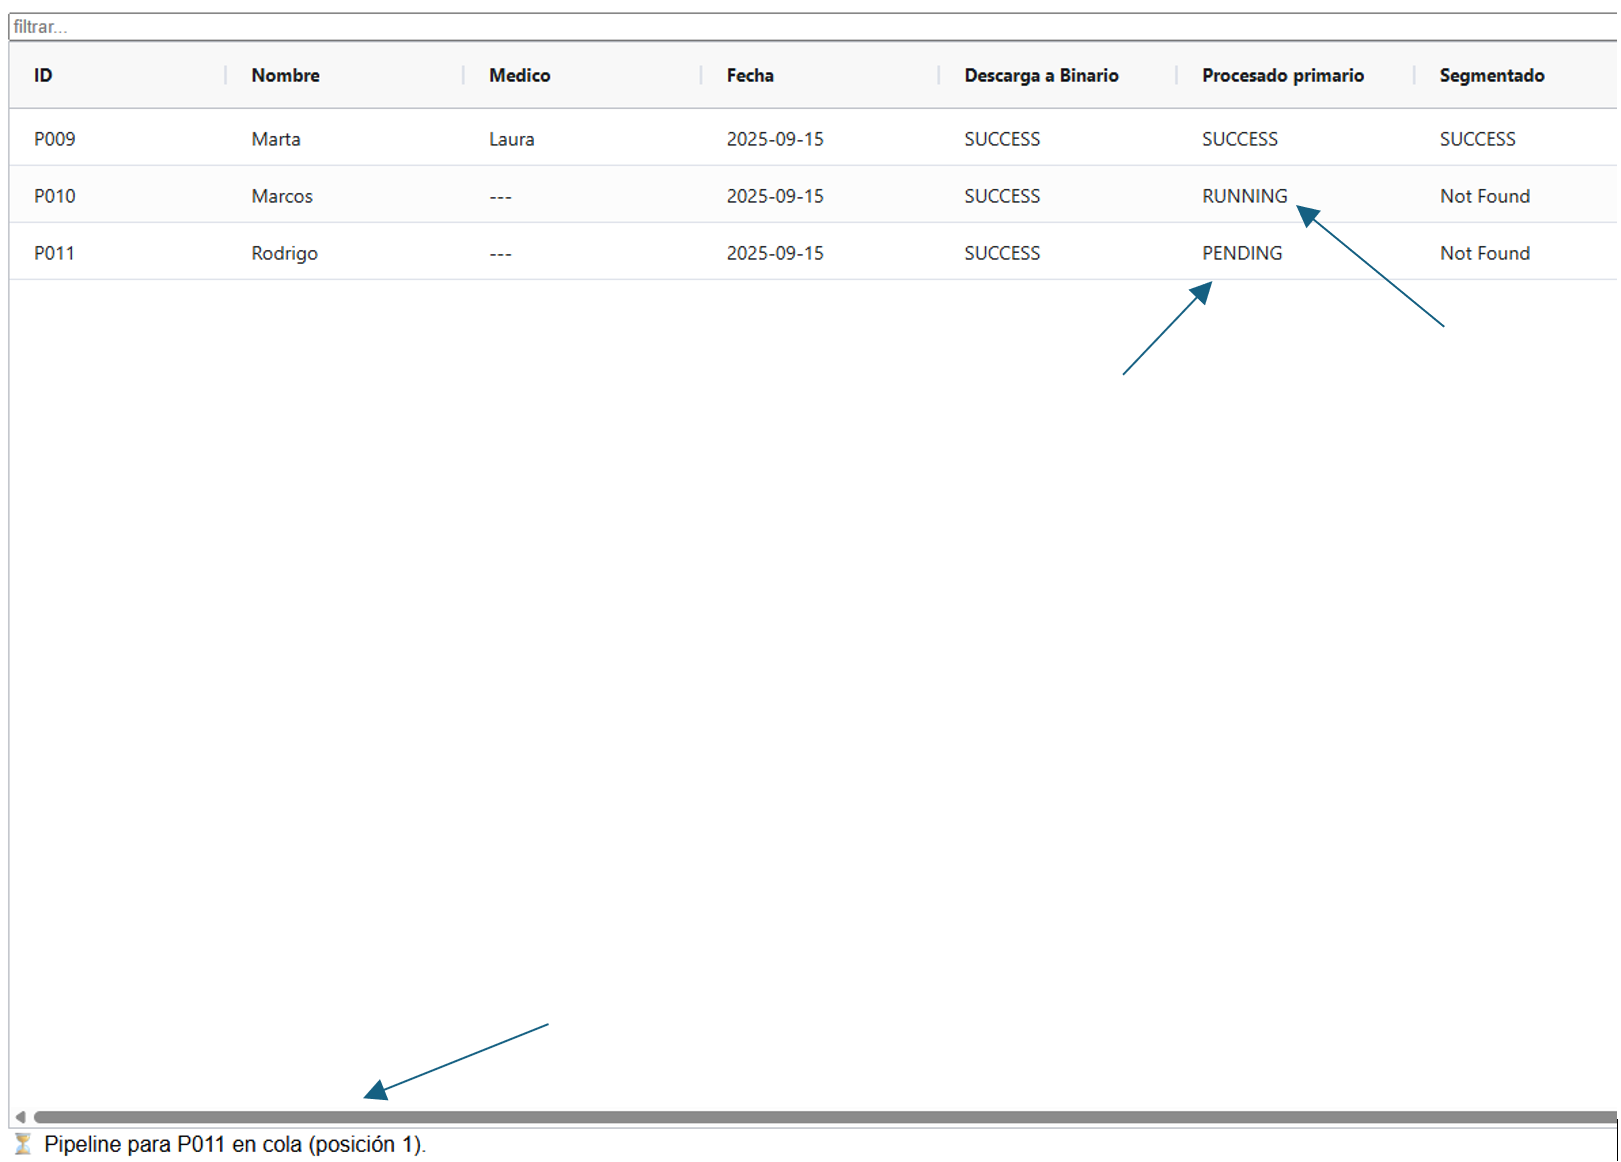 filtrar...
ID Nombre Medico Fecha Descarga a Binario Procesado primario Segmentado
P009 Marta Laura 2025-09-15 SUCCESS SUCCESS SUCCESS
P010 Marcos --- 2025-09-15 SUCCESS RUNNING Not Found
P011 Rodrigo --- 2025-09-15 SUCCESS PENDING Not Found
⏳ Pipeline para P011 en cola (posición 1).